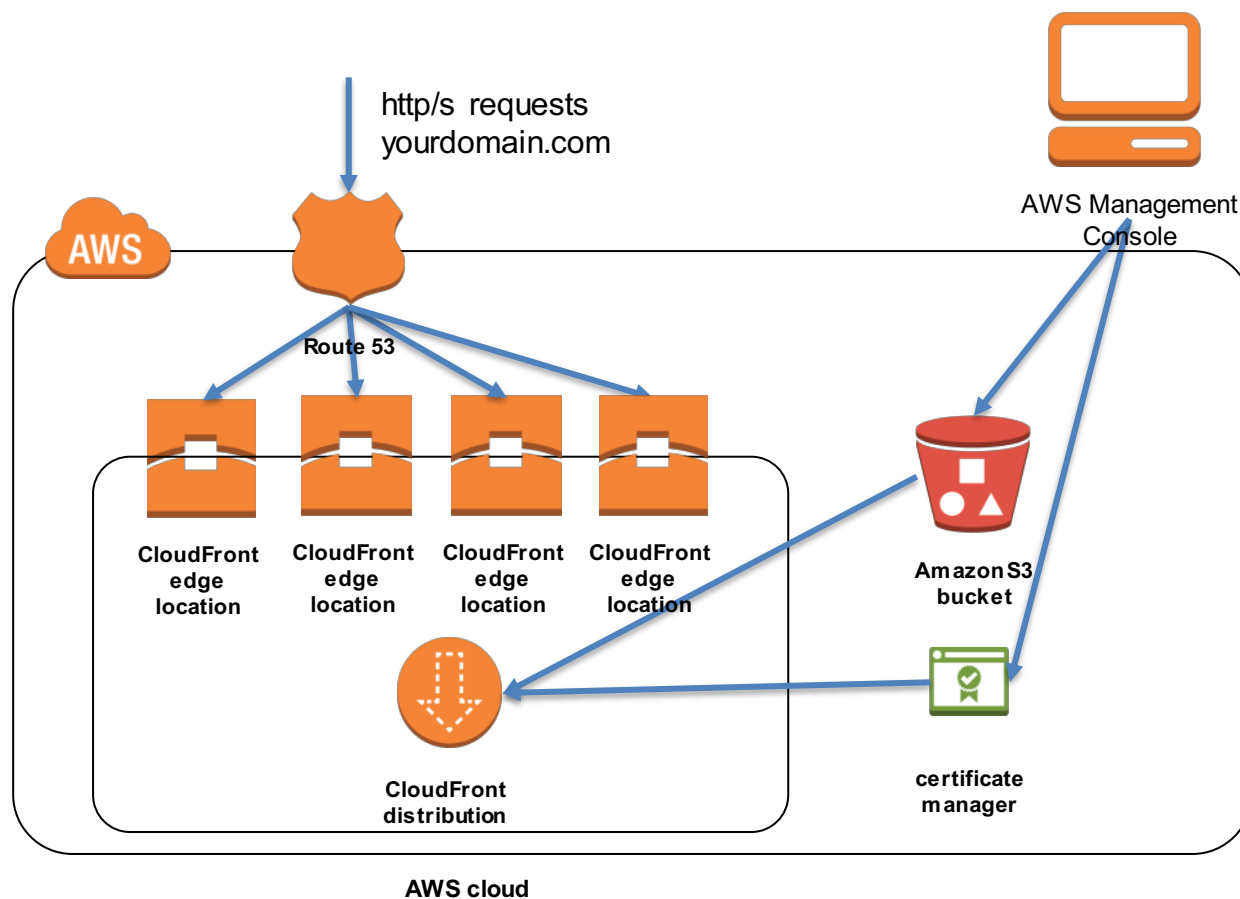 http/s requests
yourdomain.com
AWS Management
Console
AWS
Route 53
CloudFront
edge
location
CloudFront
edge
location
CloudFront
edge
location
CloudFront
edge
location
Amazon S3
bucket
CloudFront
distribution
certificate
manager
AWS cloud